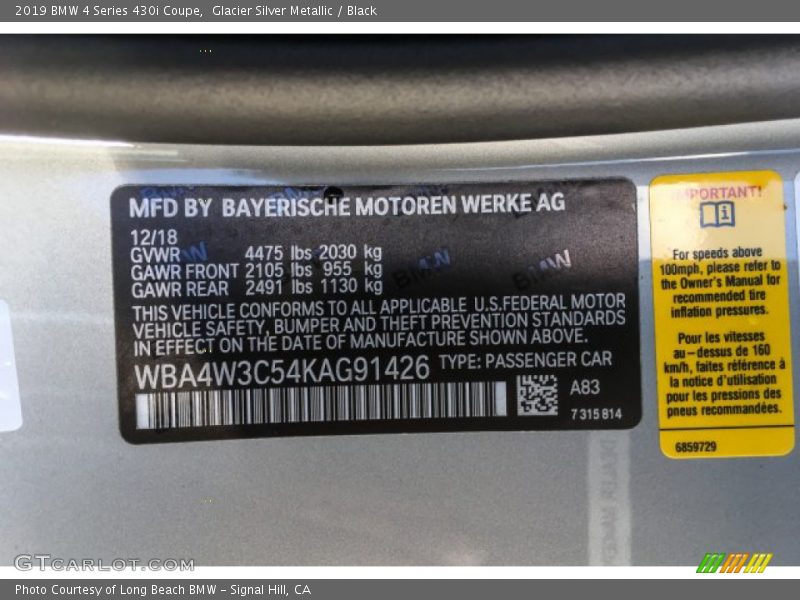 2019 BMW 4 Series 430i Coupe,  Glacier Silver Metallic / Black
MFD BY BAYERISCHE MOTOREN WERKE AG
12/18
GVWR 4475 lbs 2030 kg
GAWR FRONT 2105 lbs 955 kg
GAWR REAR 2491 lbs 1130 kg
THIS VEHICLE CONFORMS TO ALL APPLICABLE U.S.FEDERAL MOTOR
VEHICLE SAFETY, BUMPER AND THEFT PREVENTION STANDARDS
IN EFFECT ON THE DATE OF MANUFACTURE SHOWN ABOVE.
WBA4W3C54KAG91426 TYPE: PASSENGER CAR
A83
7 315 814
IMPORTANT!
For speeds above
100mph, please refer to
the Owner's Manual for
recommended tire
inflation pressures.
Pour les vitesses
au-dessus de 160
km/h, faites référence à
la notice d'utilisation
pour les pressions des
pneus recommandées.
6859729
GTCARLOT.COM
Photo Courtesy of Long Beach BMW – Signal Hill, CA